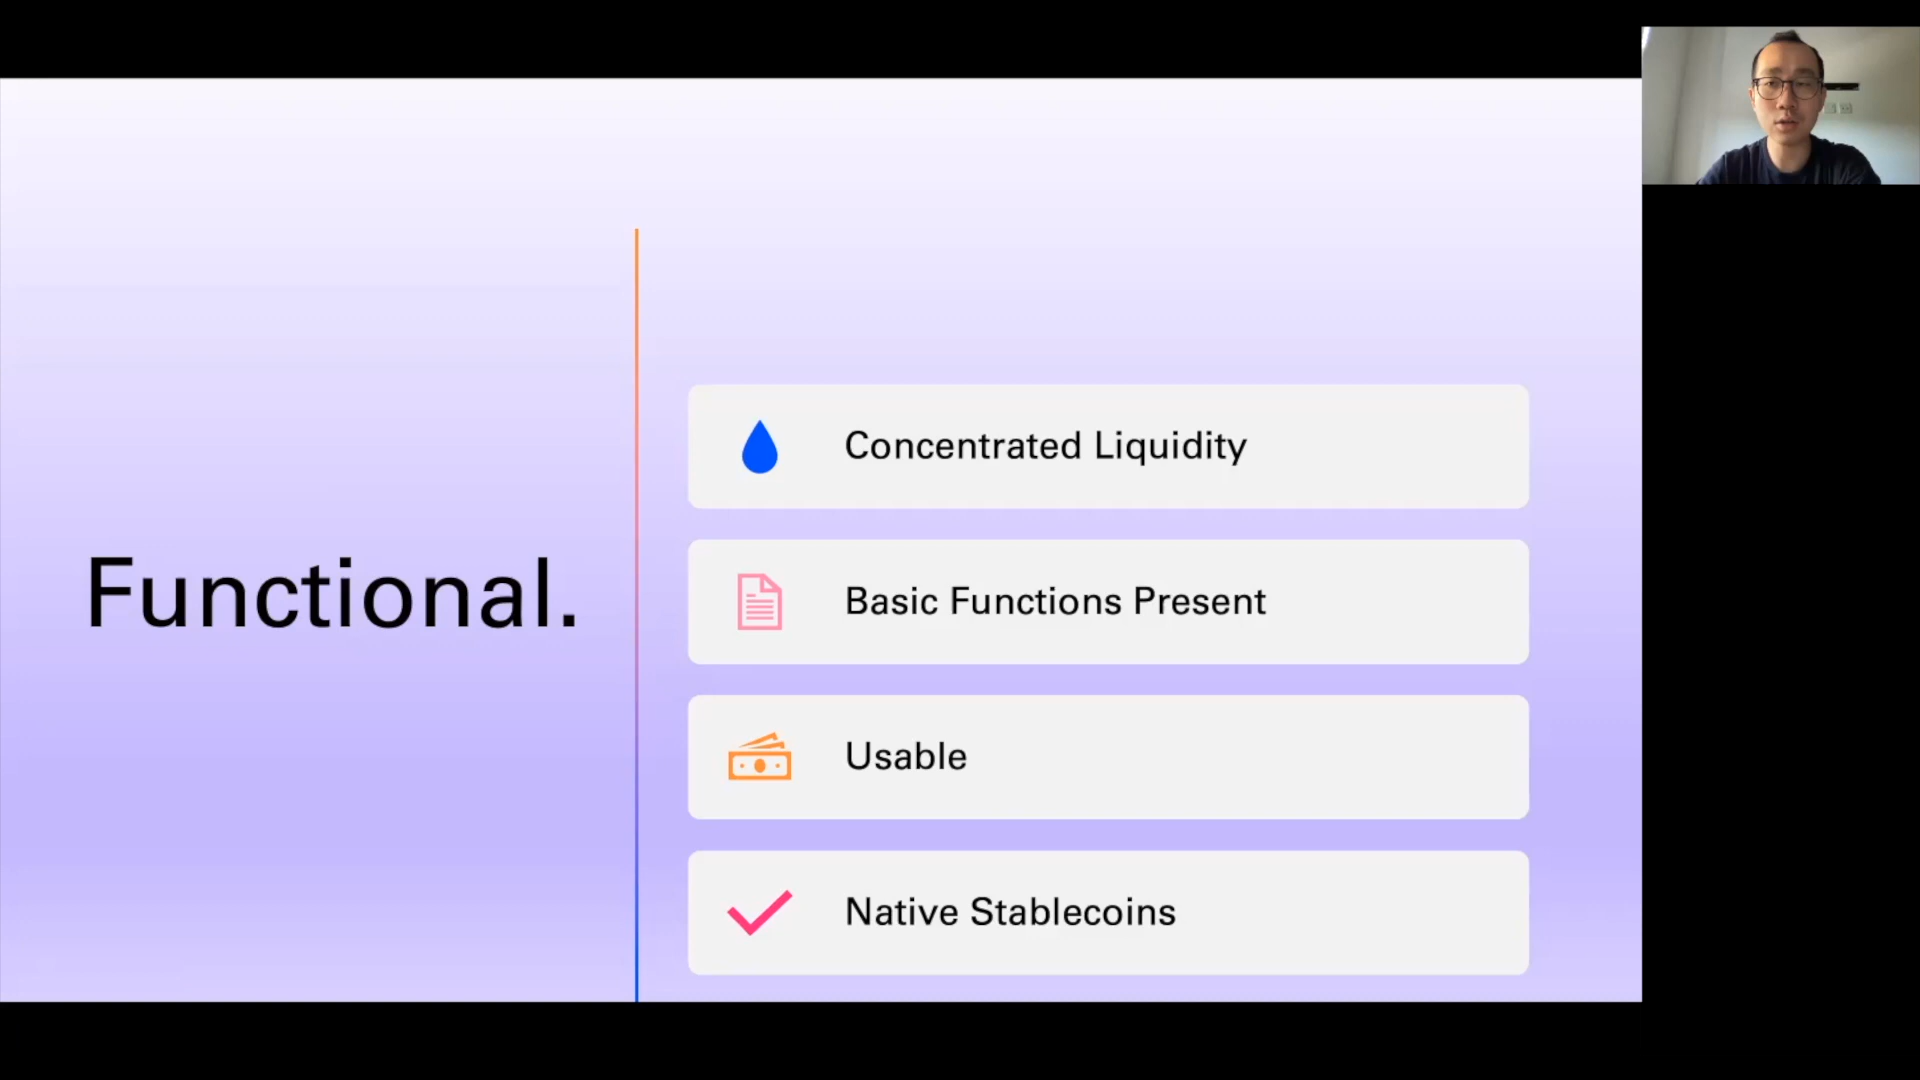 Functional.
Concentrated Liquidity
Basic Functions Present
Usable
Native Stablecoins